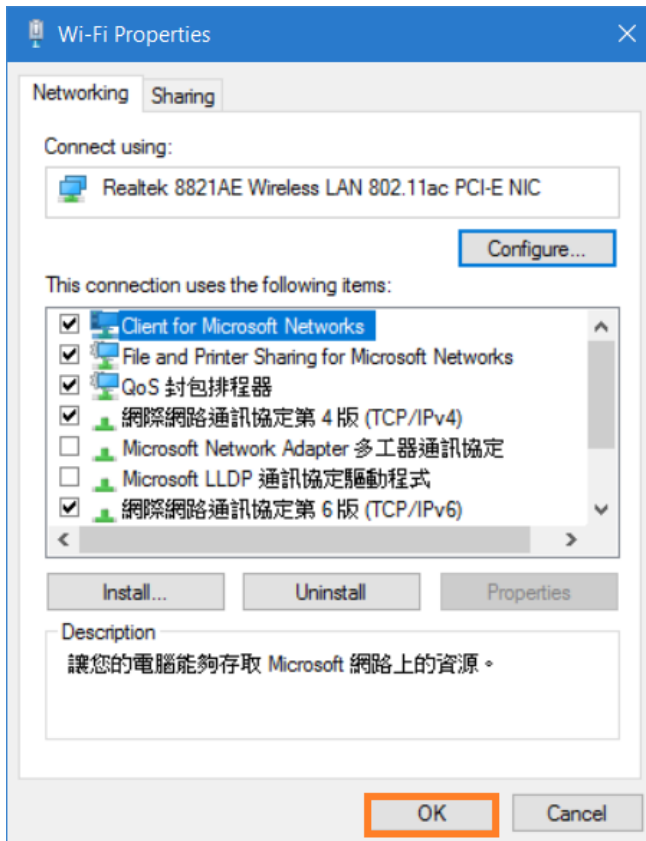 Wi-Fi Properties
Networking
Sharing
Connect using:
Realtek 8821AE Wireless LAN 802.11ac PCI-E NIC
Configure...
This connection uses the following items:
Client for Microsoft Networks
File and Printer Sharing for Microsoft Networks
QoS 封包排程器
網際網路通訊協定第 4 版 (TCP/IPv4)
Microsoft Network Adapter 多工器通訊協定
Microsoft LLDP 通訊協定驅動程式
網際網路通訊協定第 6 版 (TCP/IPv6)
Install...
Uninstall
Properties
Description
讓您的電腦能夠存取 Microsoft 網路上的資源。
OK
Cancel